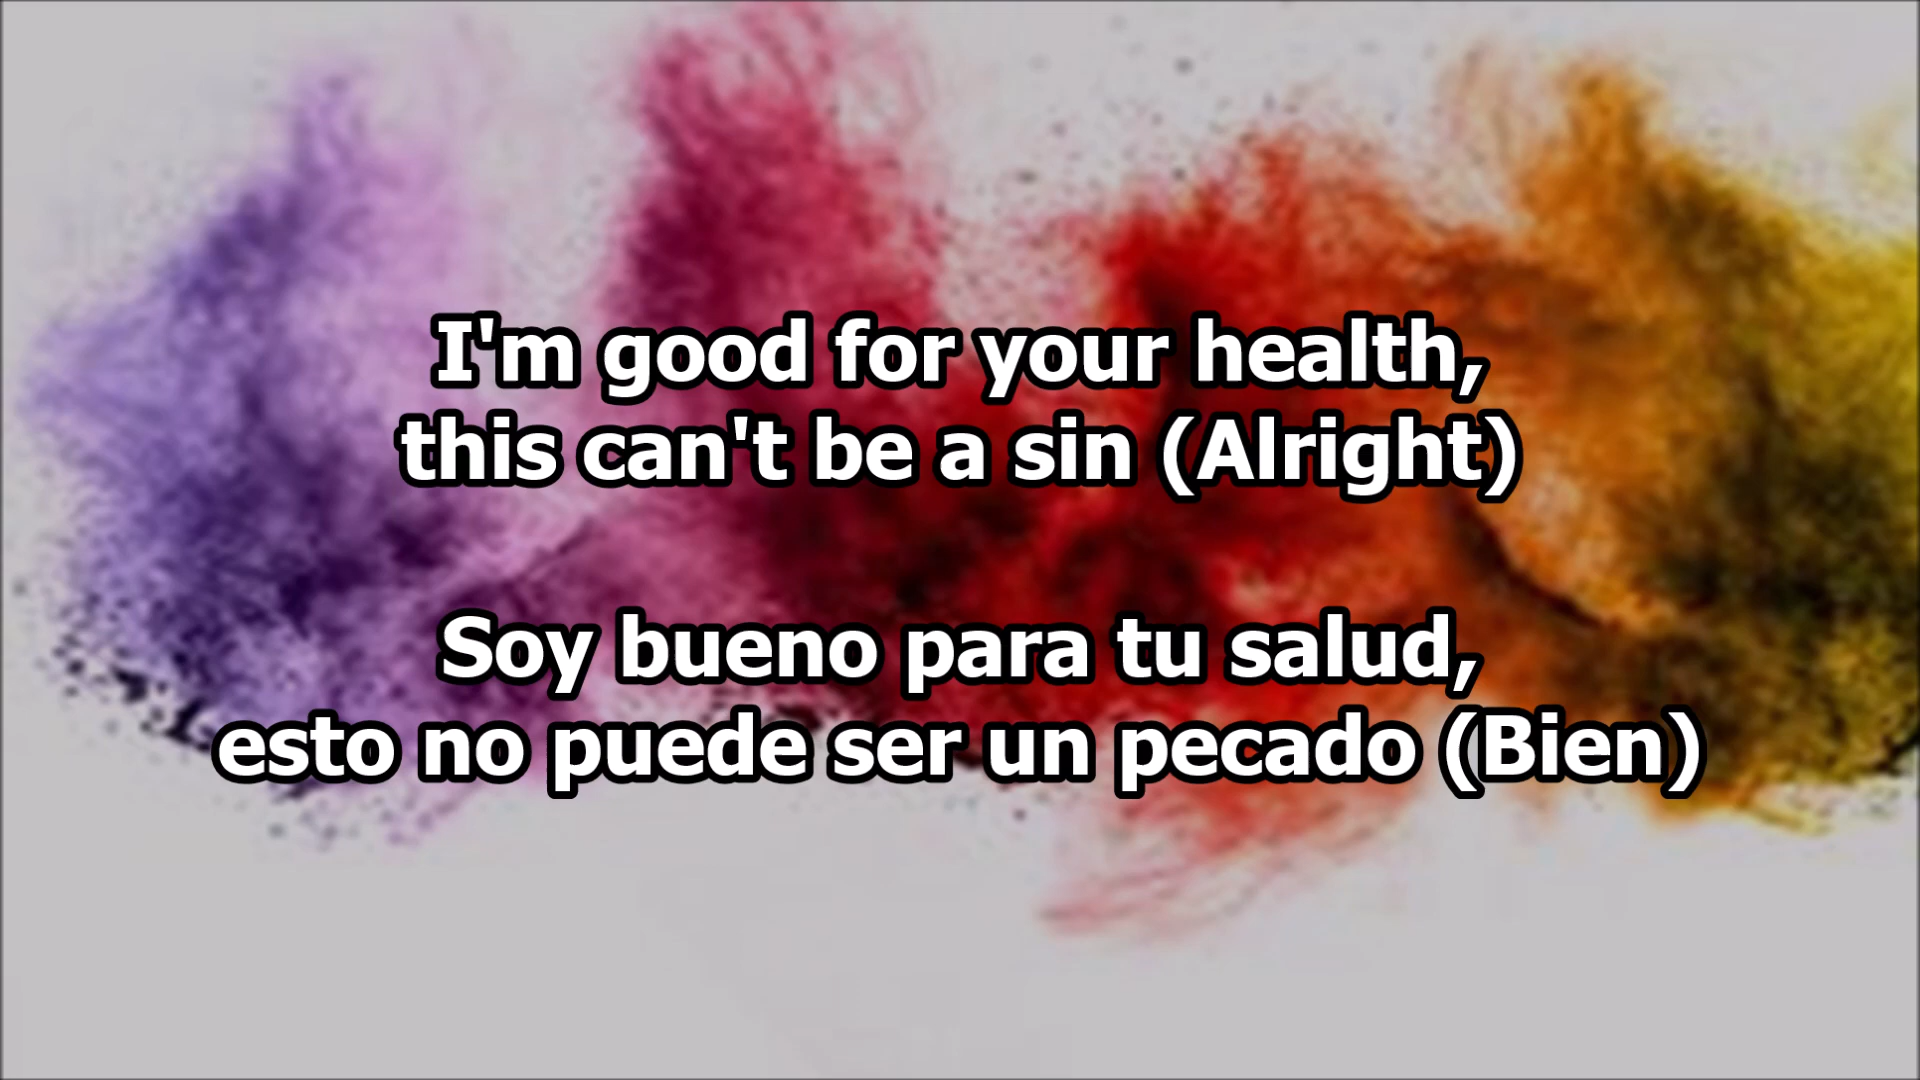 I'm good for your health,
this can't be a sin (Alright)
Soy bueno para tu salud,
esto no puede ser un pecado (Bien)